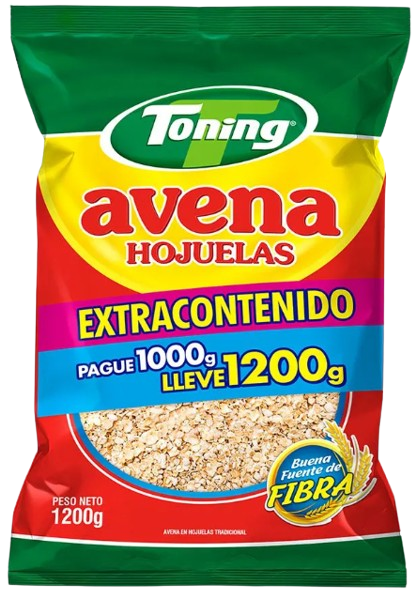 Toning®
avena
HOJUELAS
EXTRACONTENIDO
PAGUE 1000g
LLEVE 1200g
Buena
Fuente de
FIBRA
PESO NETO
1200g
AVENA EN HOJUELAS TRADICIONAL